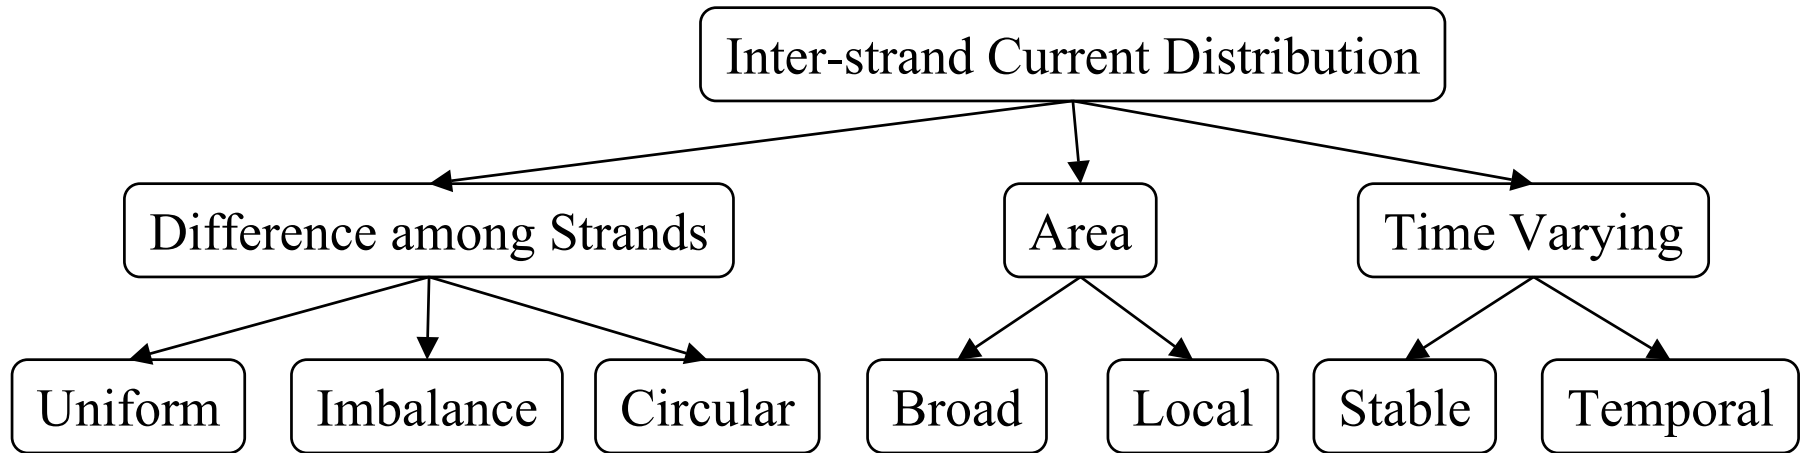 Inter-strand Current Distribution
Difference among Strands
Area
Time Varying
Uniform
Imbalance
Circular
Broad
Local
Stable
Temporal